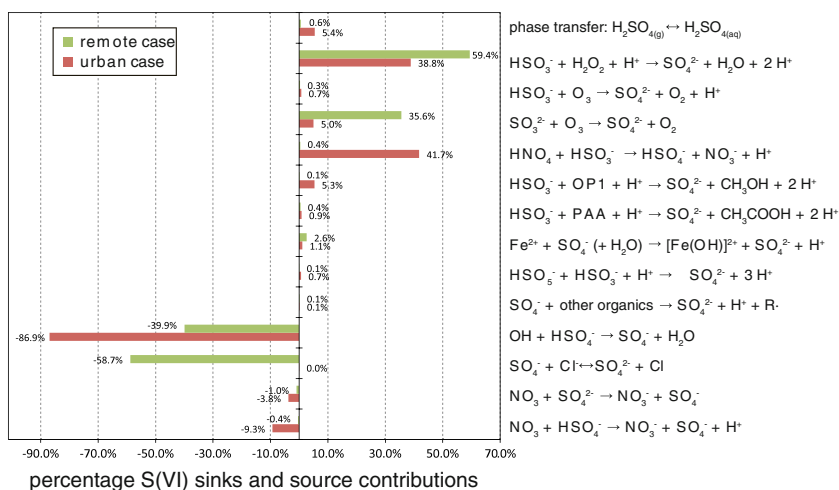 remote case
urban case
0.6%
5.4%
phase transfer: H₂SO₄₍g₎ ↔ H₂SO₄₍aq₎
59.4%
38.8%
HSO₃⁻ + H₂O₂ + H⁺ → SO₄²⁻ + H₂O + 2 H⁺
0.3%
0.7%
HSO₃⁻ + O₃ → SO₄²⁻ + O₂ + H⁺
35.6%
5.0%
SO₃²⁻ + O₃ → SO₄²⁻ + O₂
0.4%
41.7%
HNO₄ + HSO₃⁻ → HSO₄⁻ + NO₃⁻ + H⁺
0.1%
5.3%
HSO₃⁻ + OP1 + H⁺ → SO₄²⁻ + CH₃OH + 2 H⁺
0.4%
0.9%
HSO₃⁻ + PAA + H⁺ → SO₄²⁻ + CH₃COOH + 2 H⁺
2.6%
1.1%
Fe²⁺ + SO₄⁻ (+ H₂O) → [Fe(OH)]²⁺ + SO₄²⁻ + H⁺
0.1%
0.7%
HSO₅⁻ + HSO₃⁻ + H⁺ → SO₄²⁻ + 3 H⁺
0.1%
0.1%
SO₄⁻ + other organics → SO₄²⁻ + H⁺ + R·
-39.9%
-86.9%
OH + HSO₄⁻ → SO₄⁻ + H₂O
-58.7%
0.0%
SO₄⁻ + Cl⁻ ↔ SO₄²⁻ + Cl
-1.0%
-3.8%
NO₃ + SO₄²⁻ → NO₃⁻ + SO₄⁻
-0.4%
-9.3%
NO₃ + HSO₄⁻ → NO₃⁻ + SO₄⁻ + H⁺
-90.0% -70.0% -50.0% -30.0% -10.0% 10.0% 30.0% 50.0% 70.0%
percentage S(VI) sinks and source contributions